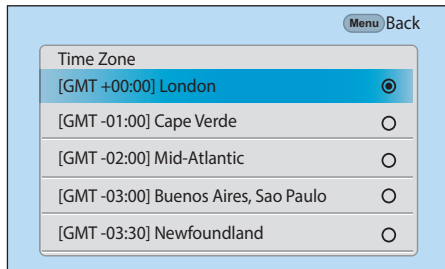 Menu Back
Time Zone
[GMT +00:00] London
[GMT -01:00] Cape Verde
[GMT -02:00] Mid-Atlantic
[GMT -03:00] Buenos Aires, Sao Paulo
[GMT -03:30] Newfoundland